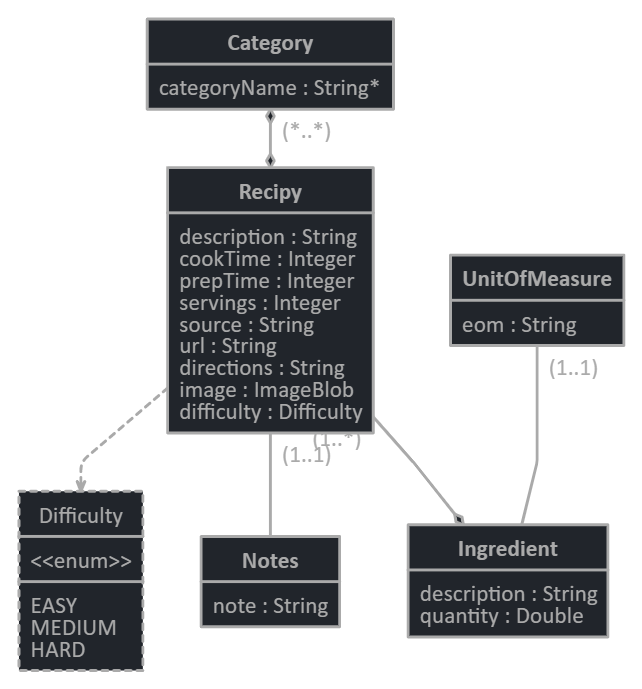 Category
categoryName : String*
(*..*)
Recipy
description : String
cookTime : Integer
prepTime : Integer
servings : Integer
source : String
url : String
directions : String
image : ImageBlob
difficulty : Difficulty
UnitOfMeasure
eom : String
(1..1)
(1..*)
(1..1)
Difficulty
<<enum>>
EASY
MEDIUM
HARD
Notes
note : String
Ingredient
description : String
quantity : Double